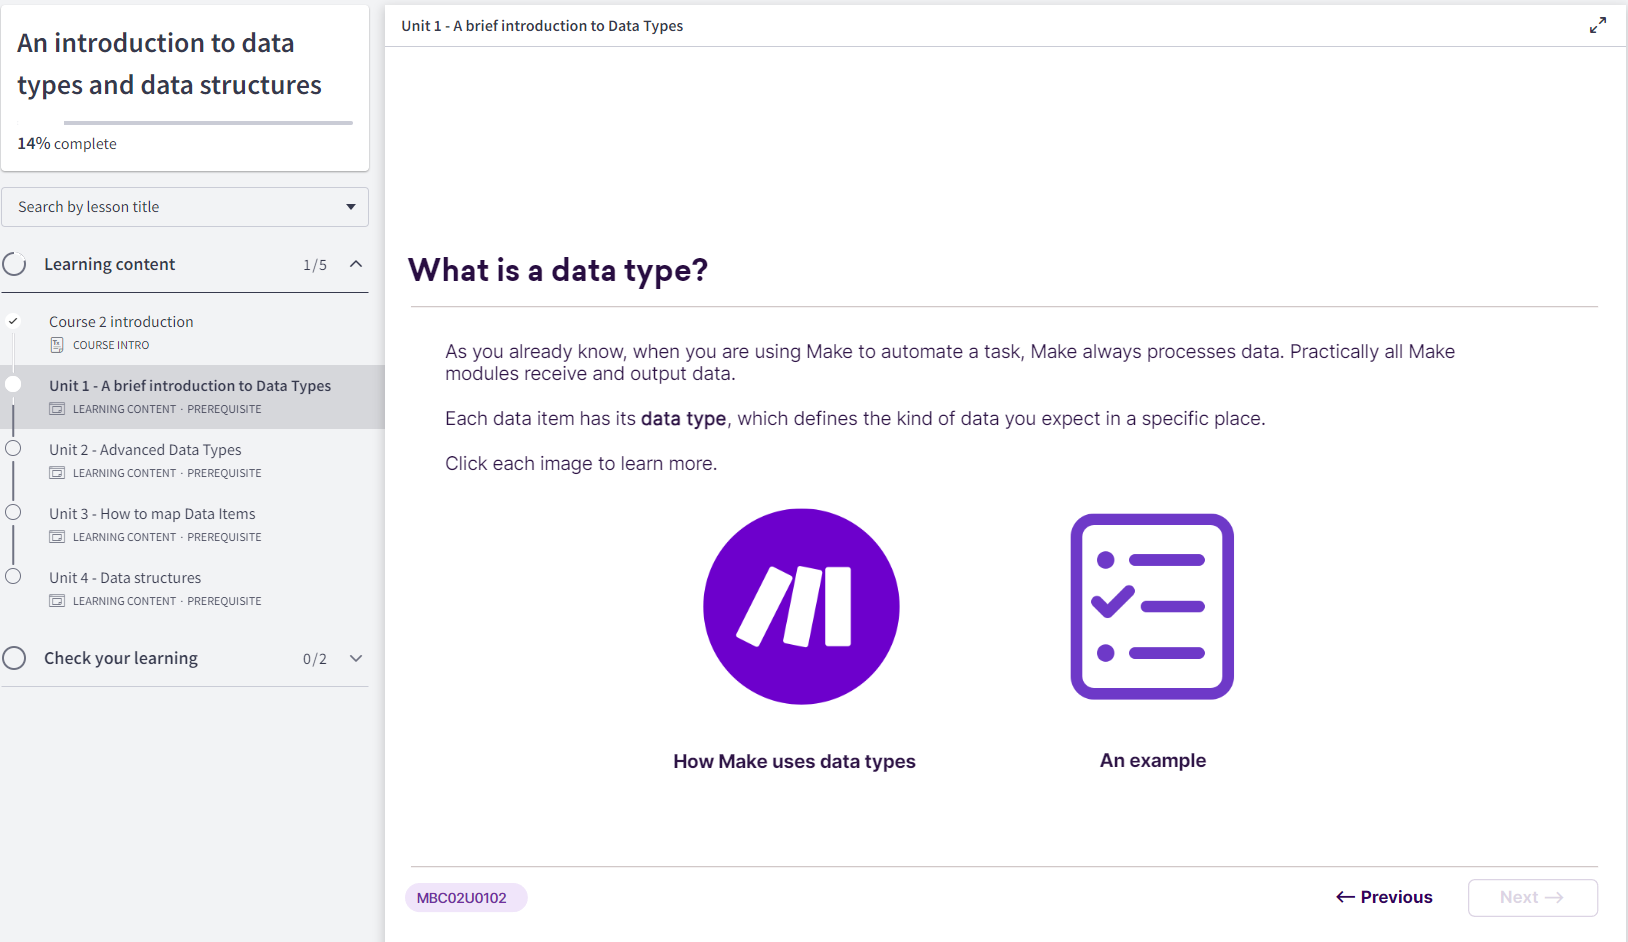 An introduction to data
types and data structures
14% complete
Search by lesson title
Learning content 1/5
Course 2 introduction
COURSE INTRO
Unit 1 - A brief introduction to Data Types
LEARNING CONTENT · PREREQUISITE
Unit 2 - Advanced Data Types
LEARNING CONTENT · PREREQUISITE
Unit 3 - How to map Data Items
LEARNING CONTENT · PREREQUISITE
Unit 4 - Data structures
LEARNING CONTENT · PREREQUISITE
Check your learning 0/2
Unit 1 - A brief introduction to Data Types
What is a data type?
As you already know, when you are using Make to automate a task, Make always processes data. Practically all Make
modules receive and output data.
Each data item has its data type, which defines the kind of data you expect in a specific place.
Click each image to learn more.
How Make uses data types
An example
MBC02U0102
← Previous
Next →